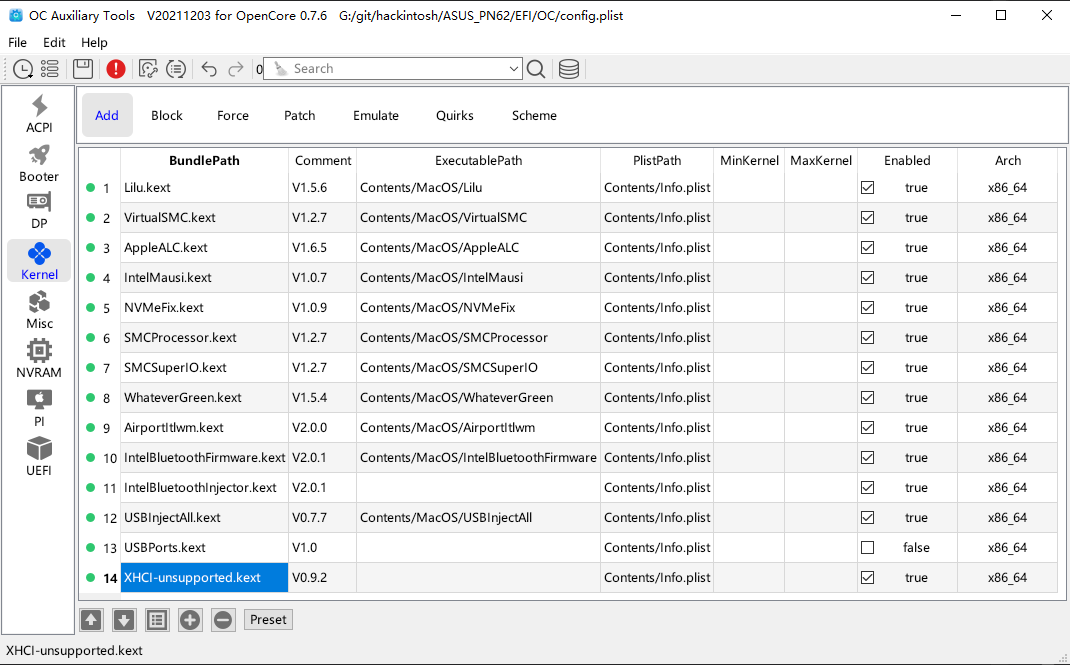 OC Auxiliary Tools V20211203 for OpenCore 0.7.6 G:/git/hackintosh/ASUS_PN62/EFI/OC/config.plist
File Edit Help
0 Search
ACPI
Booter
DP
Kernel
Misc
NVRAM
PI
UEFI
Add Block Force Patch Emulate Quirks Scheme
BundlePath Comment ExecutablePath PlistPath MinKernel MaxKernel Enabled Arch
1 Lilu.kext V1.5.6 Contents/MacOS/Lilu Contents/Info.plist true x86_64
2 VirtualSMC.kext V1.2.7 Contents/MacOS/VirtualSMC Contents/Info.plist true x86_64
3 AppleALC.kext V1.6.5 Contents/MacOS/AppleALC Contents/Info.plist true x86_64
4 IntelMausi.kext V1.0.7 Contents/MacOS/IntelMausi Contents/Info.plist true x86_64
5 NVMeFix.kext V1.0.9 Contents/MacOS/NVMeFix Contents/Info.plist true x86_64
6 SMCProcessor.kext V1.2.7 Contents/MacOS/SMCProcessor Contents/Info.plist true x86_64
7 SMCSuperIO.kext V1.2.7 Contents/MacOS/SMCSuperIO Contents/Info.plist true x86_64
8 WhateverGreen.kext V1.5.4 Contents/MacOS/WhateverGreen Contents/Info.plist true x86_64
9 AirportItlwm.kext V2.0.0 Contents/MacOS/AirportItlwm Contents/Info.plist true x86_64
10 IntelBluetoothFirmware.kext V2.0.1 Contents/MacOS/IntelBluetoothFirmware Contents/Info.plist true x86_64
11 IntelBluetoothInjector.kext V2.0.1 Contents/Info.plist true x86_64
12 USBInjectAll.kext V0.7.7 Contents/MacOS/USBInjectAll Contents/Info.plist true x86_64
13 USBPorts.kext V1.0 Contents/Info.plist false x86_64
14 XHCI-unsupported.kext V0.9.2 Contents/Info.plist true x86_64
Preset
XHCI-unsupported.kext